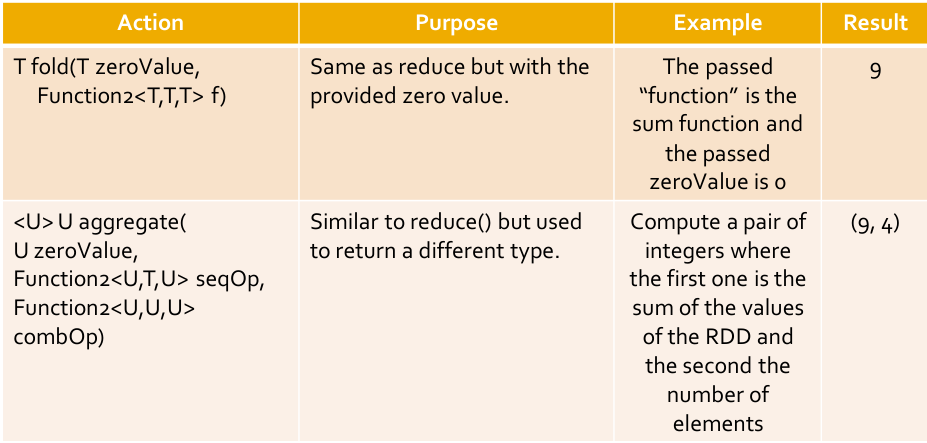 Action Purpose Example Result
T fold(T zeroValue,
Function2<T,T,T> f)
Same as reduce but with the
provided zero value.
The passed
“function” is the
sum function and
the passed
zeroValue is 0
9
<U> U aggregate(
U zeroValue,
Function2<U,T,U> seqOp,
Function2<U,U,U>
combOp)
Similar to reduce() but used
to return a different type.
Compute a pair of
integers where
the first one is the
sum of the values
of the RDD and
the second the
number of
elements
(9, 4)